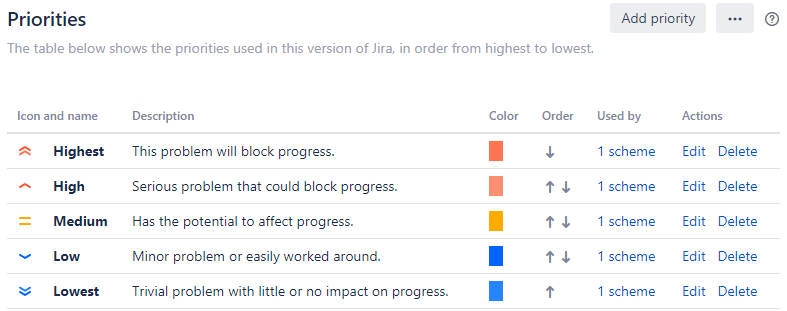 Priorities
Add priority
The table below shows the priorities used in this version of Jira, in order from highest to lowest.
Icon and name Description Color Order Used by Actions
Highest This problem will block progress. 1 scheme Edit Delete
High Serious problem that could block progress. 1 scheme Edit Delete
Medium Has the potential to affect progress. 1 scheme Edit Delete
Low Minor problem or easily worked around. 1 scheme Edit Delete
Lowest Trivial problem with little or no impact on progress. 1 scheme Edit Delete